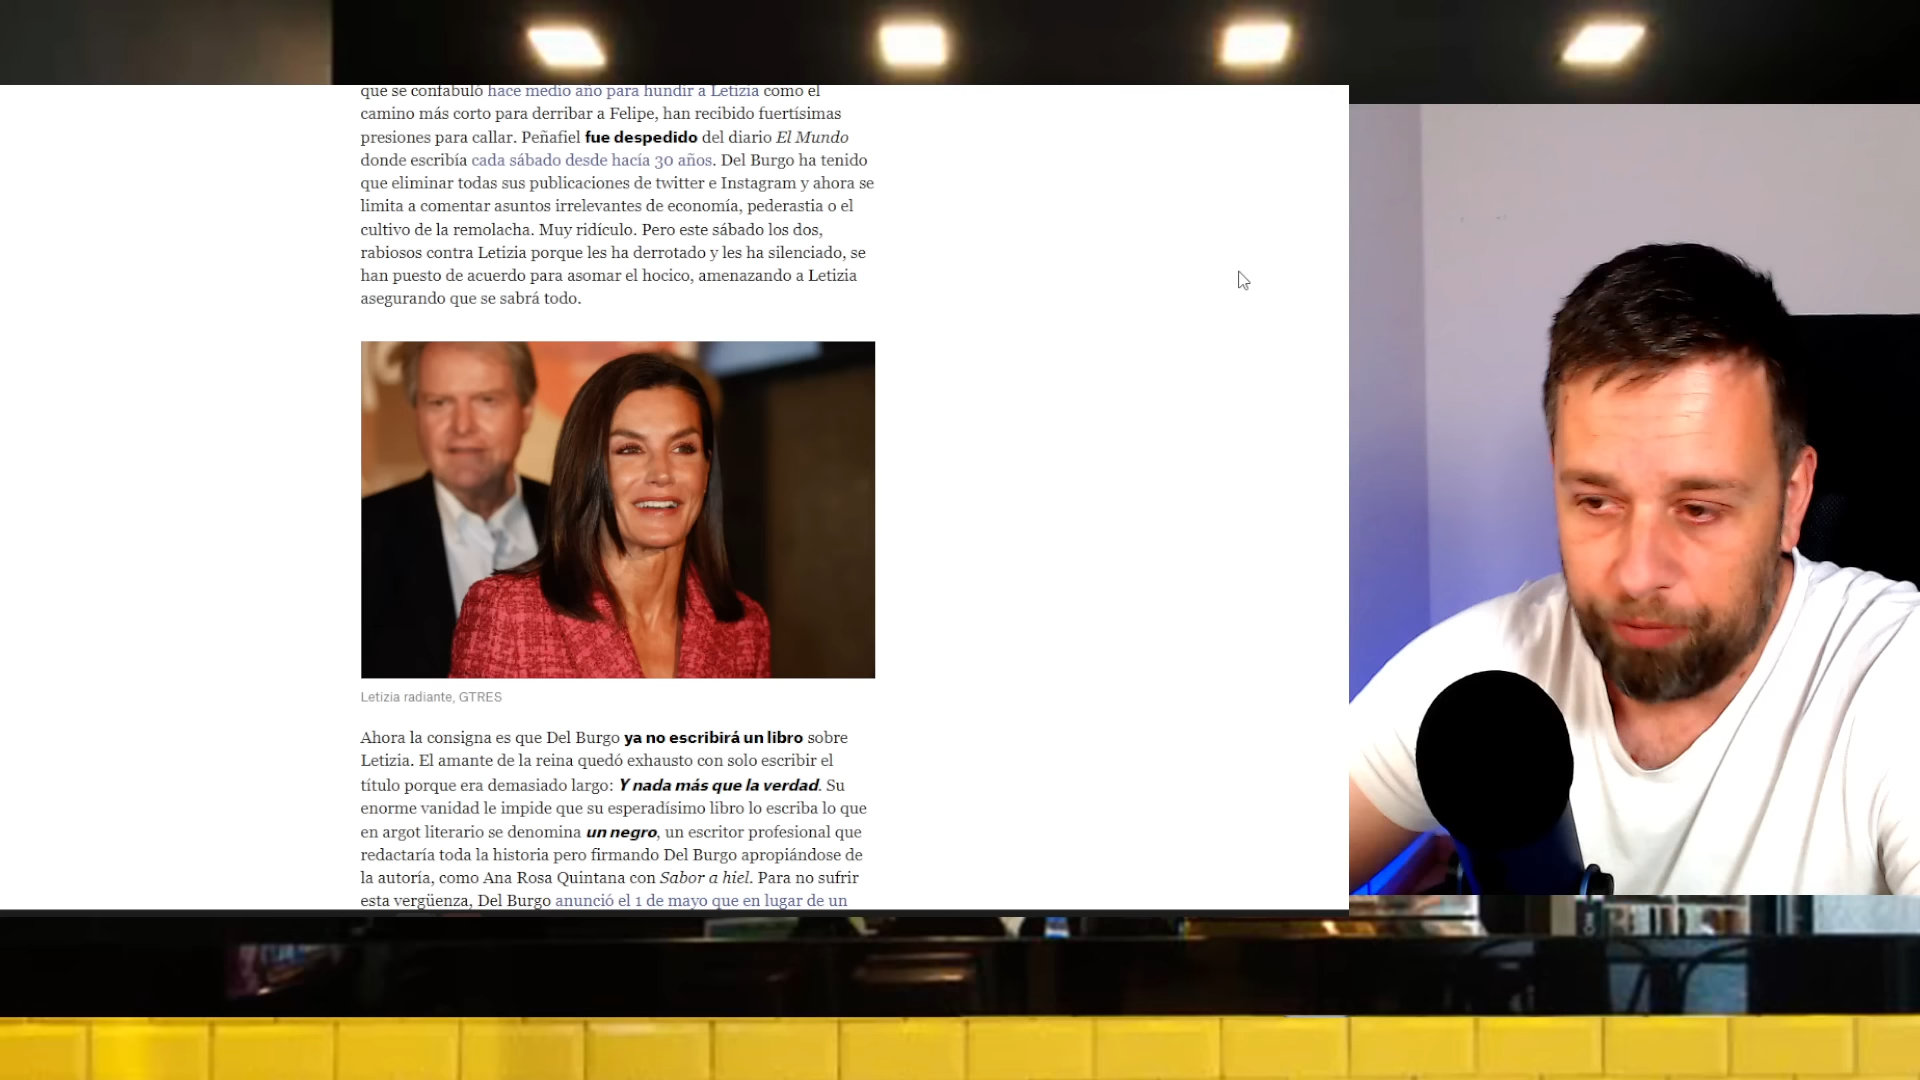 que se confabuló hace medio año para hundir a Letizia como el
camino más corto para derribar a Felipe, han recibido fuertísimas
presiones para callar. Peñafiel fue despedido del diario El Mundo
donde escribía cada sábado desde hacía 30 años. Del Burgo ha tenido
que eliminar todas sus publicaciones de twitter e Instagram y ahora se
limita a comentar asuntos irrelevantes de economía, pederastia o el
cultivo de la remolacha. Muy ridículo. Pero este sábado los dos,
rabiosos contra Letizia porque les ha derrotado y les ha silenciado, se
han puesto de acuerdo para asomar el hocico, amenazando a Letizia
asegurando que se sabrá todo.
Letizia radiante, GTRES
Ahora la consigna es que Del Burgo ya no escribirá un libro sobre
Letizia. El amante de la reina quedó exhausto con solo escribir el
título porque era demasiado largo: Y nada más que la verdad. Su
enorme vanidad le impide que su esperadísimo libro lo escriba lo que
en argot literario se denomina un negro, un escritor profesional que
redactaría toda la historia pero firmando Del Burgo apropiándose de
la autoría, como Ana Rosa Quintana con Sabor a hiel. Para no sufrir
esta vergüenza, Del Burgo anunció el 1 de mayo que en lugar de un